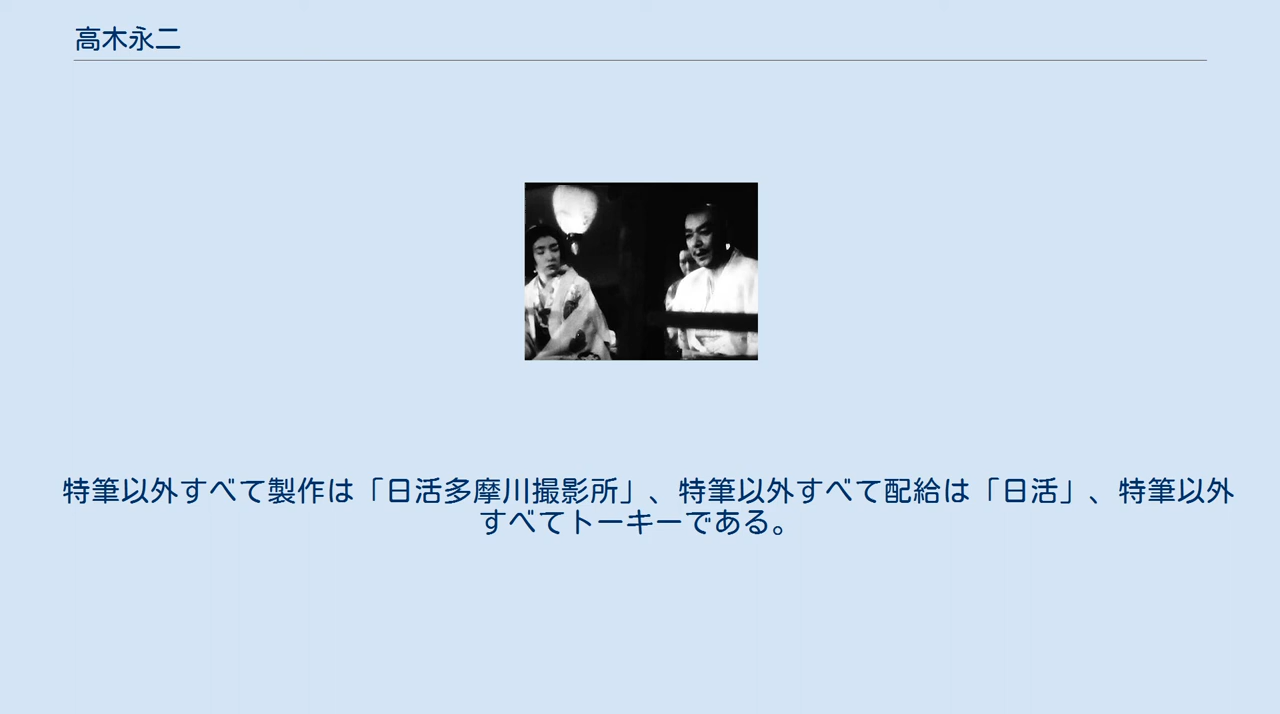 高木永二
特筆以外すべて製作は「日活多摩川撮影所」、特筆以外すべて配給は「日活」、特筆以外
すべてトーキーである。